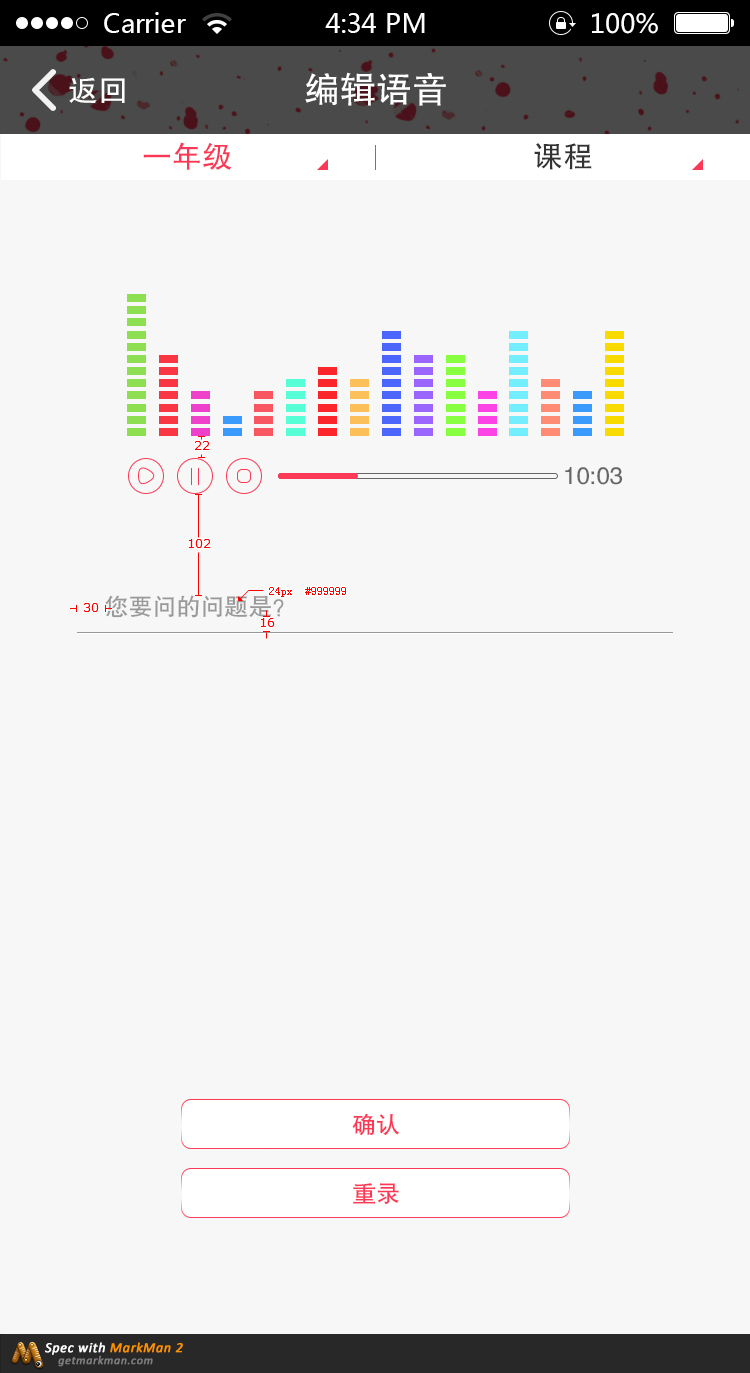 Carrier 4:34 PM 100%
返回 编辑语音
一年级 课程
22
10:03
102
24px #999999
30 您要问的问题是?
16
确认
重录
Spec with MarkMan 2
getmarkman.com